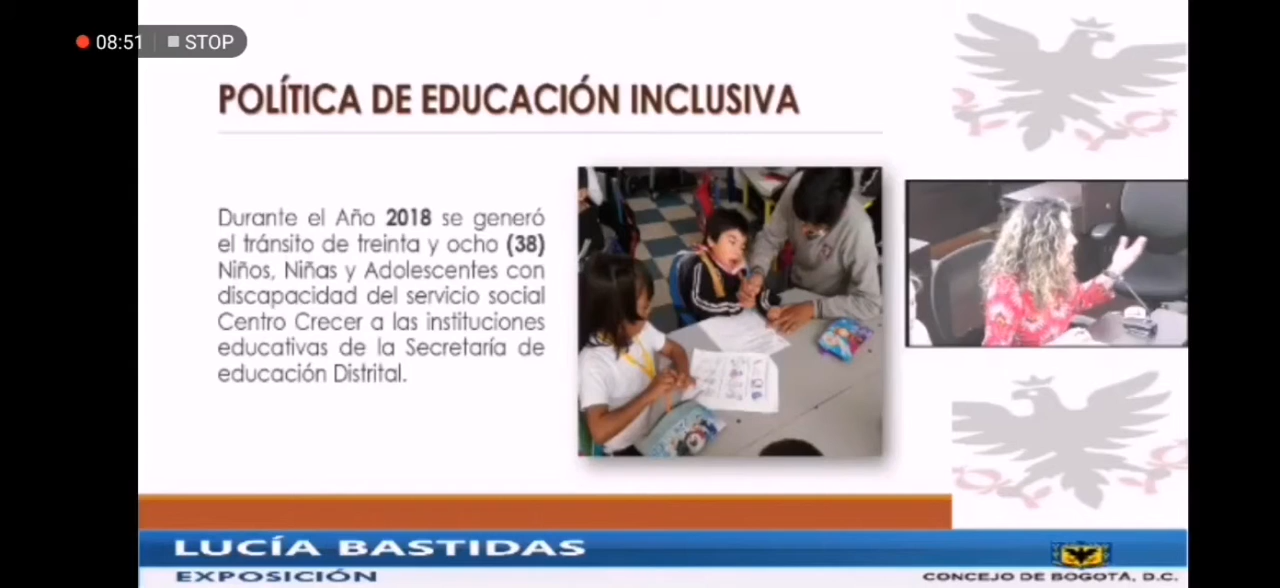 08:51 STOP
POLÍTICA DE EDUCACIÓN INCLUSIVA
Durante el Año 2018 se generó
el tránsito de treinta y ocho (38)
Niños, Niñas y Adolescentes con
discapacidad del servicio social
Centro Crecer a las instituciones
educativas de la Secretaría de
educación Distrital.
LUCÍA BASTIDAS
EXPOSICIÓN
CONCEJO DE BOGOTÁ, D.C.